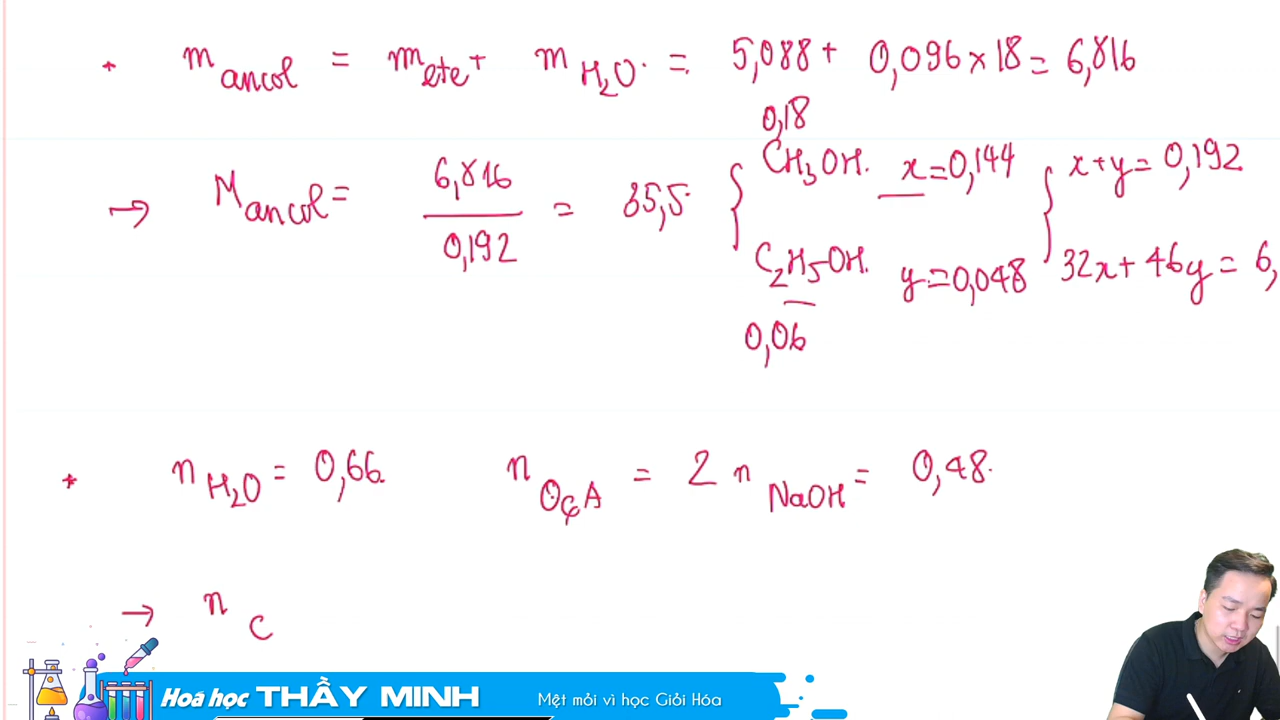 + m ancol = m ete + m H2O = 5,088 + 0,096 x 18 = 6,816
0,18
→ M ancol = 6,816 / 0,192 = 35,5 { CH3OH. x = 0,144 { x + y = 0,192
C2H5OH. y = 0,048 32x + 46y = 6,
0,06
* n H2O = 0,66. n O/A = 2 n NaOH = 0,48.
→ n C
Hoá học THẦY MINH Mệt mỏi vì học Giỏi Hóa